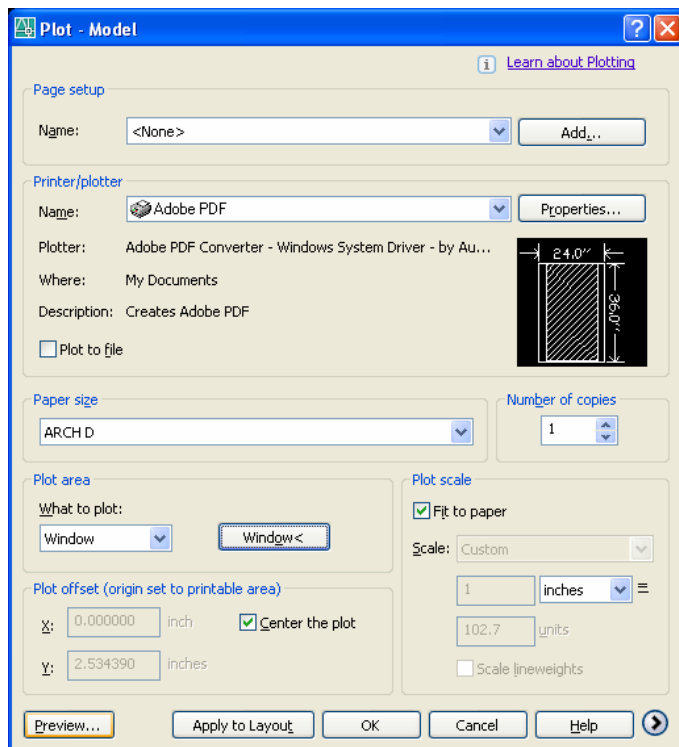 Plot - Model
Learn about Plotting
Page setup
Name: <None> Add...
Printer/plotter
Name: Adobe PDF Properties...
Plotter: Adobe PDF Converter - Windows System Driver - by Au...
Where: My Documents
Description: Creates Adobe PDF
Plot to file
24.0''
36.0''
Paper size
ARCH D
Number of copies
1
Plot area
What to plot:
Window Window<
Plot offset (origin set to printable area)
X: 0.000000 inch Center the plot
Y: 2.534390 inches
Plot scale
Fit to paper
Scale: Custom
1 inches =
102.7 units
Scale lineweights
Preview... Apply to Layout OK Cancel Help